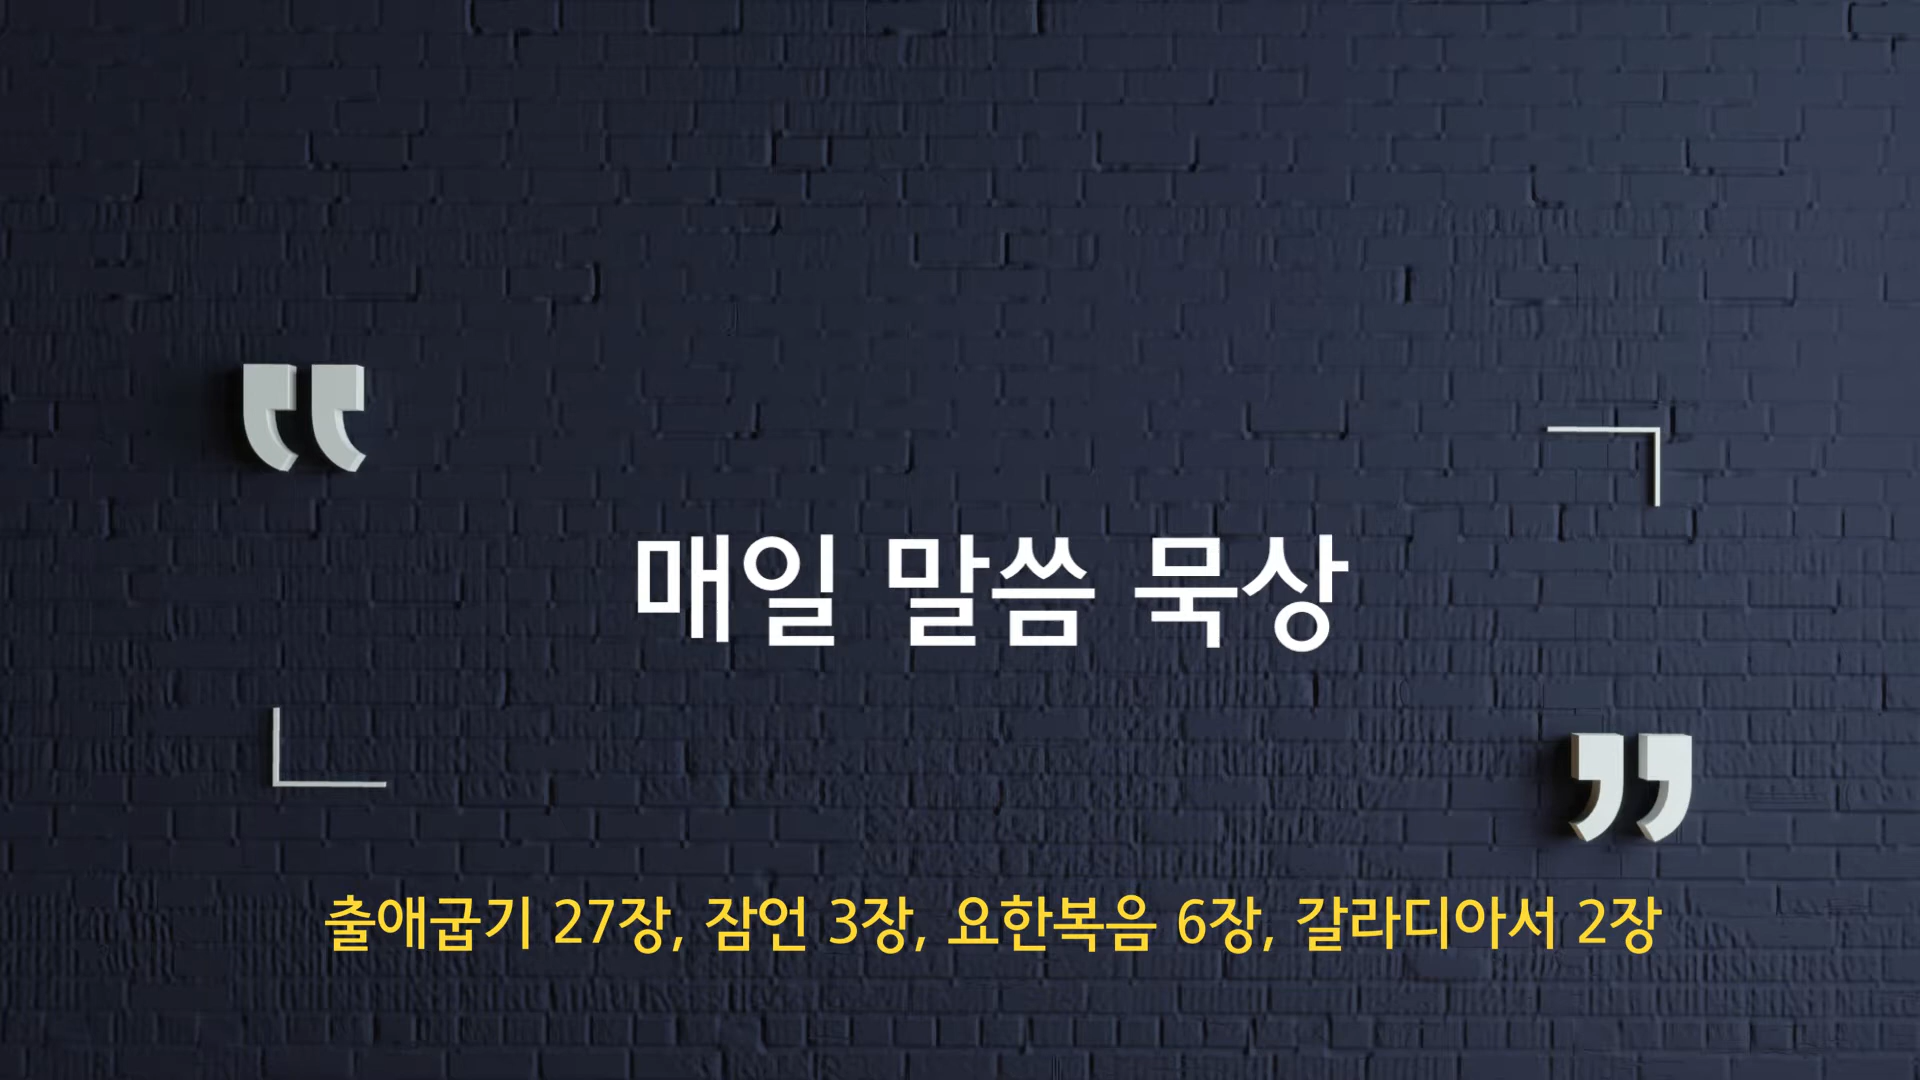 매일 말씀 묵상
출애굽기 27장, 잠언 3장, 요한복음 6장, 갈라디아서 2장